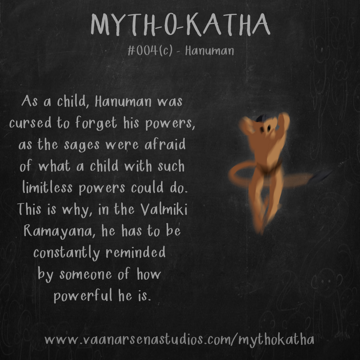 MYTH-O-KATHA
#004(c) - Hanuman
As a child, Hanuman was
cursed to forget his powers,
as the sages were afraid
of what a child with such
limitless powers could do.
This is why, in the Valmiki
Ramayana, he has to be
constantly reminded
by someone of how
powerful he is.
www.vaanarsenastudios.com/mythokatha